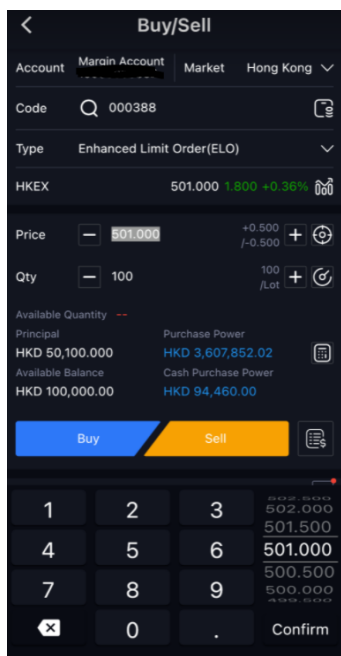 Buy/Sell
Account Margin Account Market Hong Kong
Code 000388
Type Enhanced Limit Order(ELO)
HKEX 501.000 1.800 +0.36%
Price 501.000 +0.500 /-0.500
Qty 100 100 /Lot
Available Quantity --
Principal Purchase Power
HKD 50,100.000 HKD 3,607,852.02
Available Balance Cash Purchase Power
HKD 100,000.00 HKD 94,460.00
Buy Sell
502.500
1 2 3 502.000
501.500
4 5 6 501.000
500.500
7 8 9 500.000
499.500
0 . Confirm